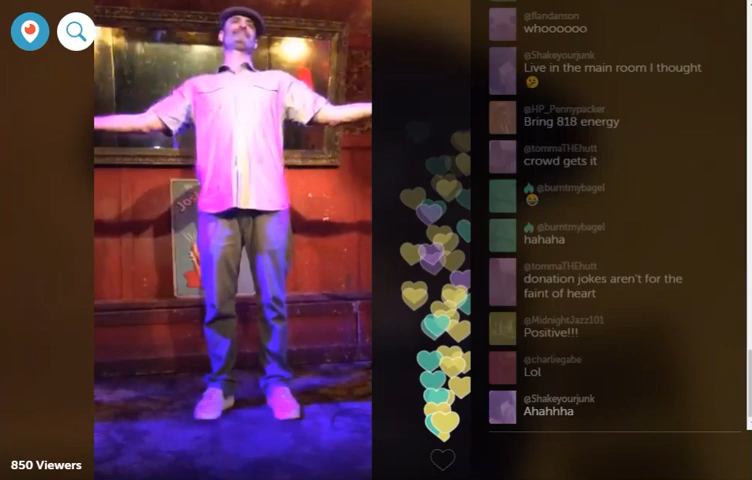 @flandanson
whoooooo
@Shakeyourjunk
Live in the main room I thought
@HP_Pennypacker
Bring 818 energy
@tommaTHEhutt
crowd gets it
@burntmybagel
@burntmybagel
hahaha
@tommaTHEhutt
donation jokes aren't for the
faint of heart
@MidnightJazz101
Positive!!!
@charliegabe
Lol
@Shakeyourjunk
Ahahhha
850 Viewers